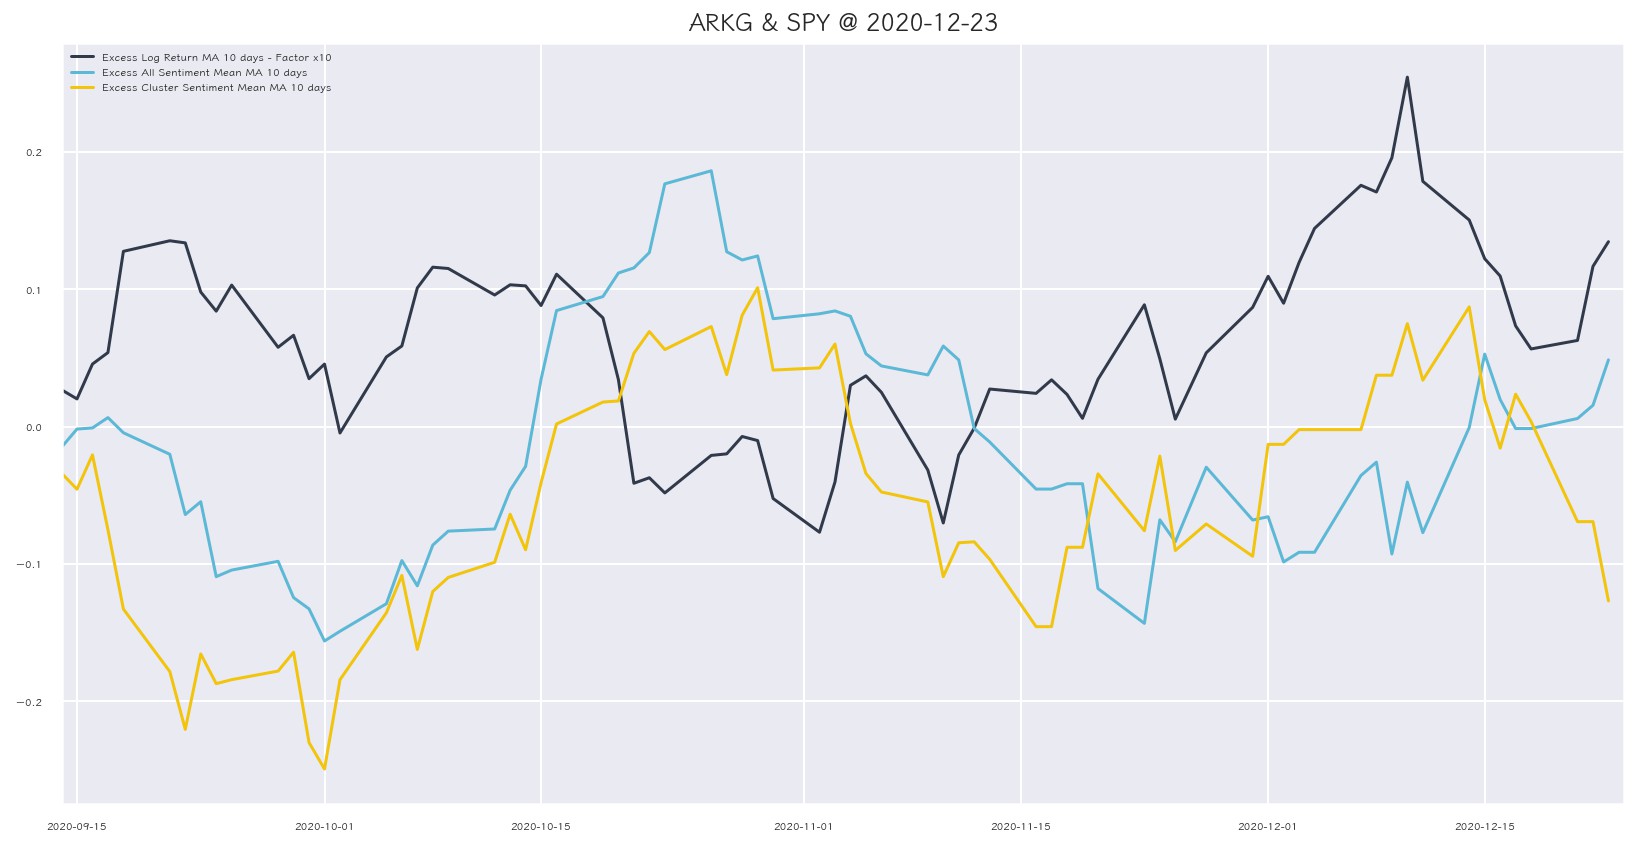 ARKG & SPY @ 2020-12-23
Excess Log Return MA 10 days - Factor x10
Excess All Sentiment Mean MA 10 days
Excess Cluster Sentiment Mean MA 10 days
0.2
0.1
0.0
−0.1
−0.2
2020-09-15 2020-10-01 2020-10-15 2020-11-01 2020-11-15 2020-12-01 2020-12-15